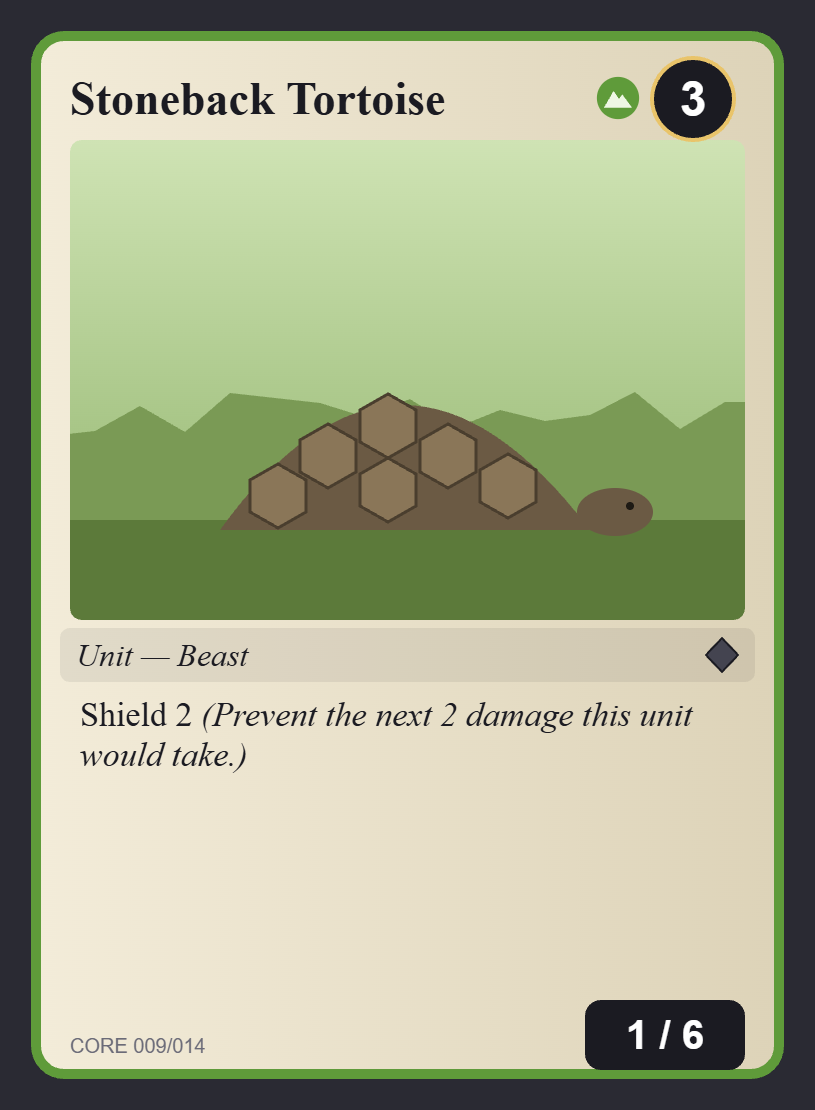 Stoneback Tortoise
3
Unit — Beast
Shield 2 (Prevent the next 2 damage this unit
would take.)
CORE 009/014
1 / 6